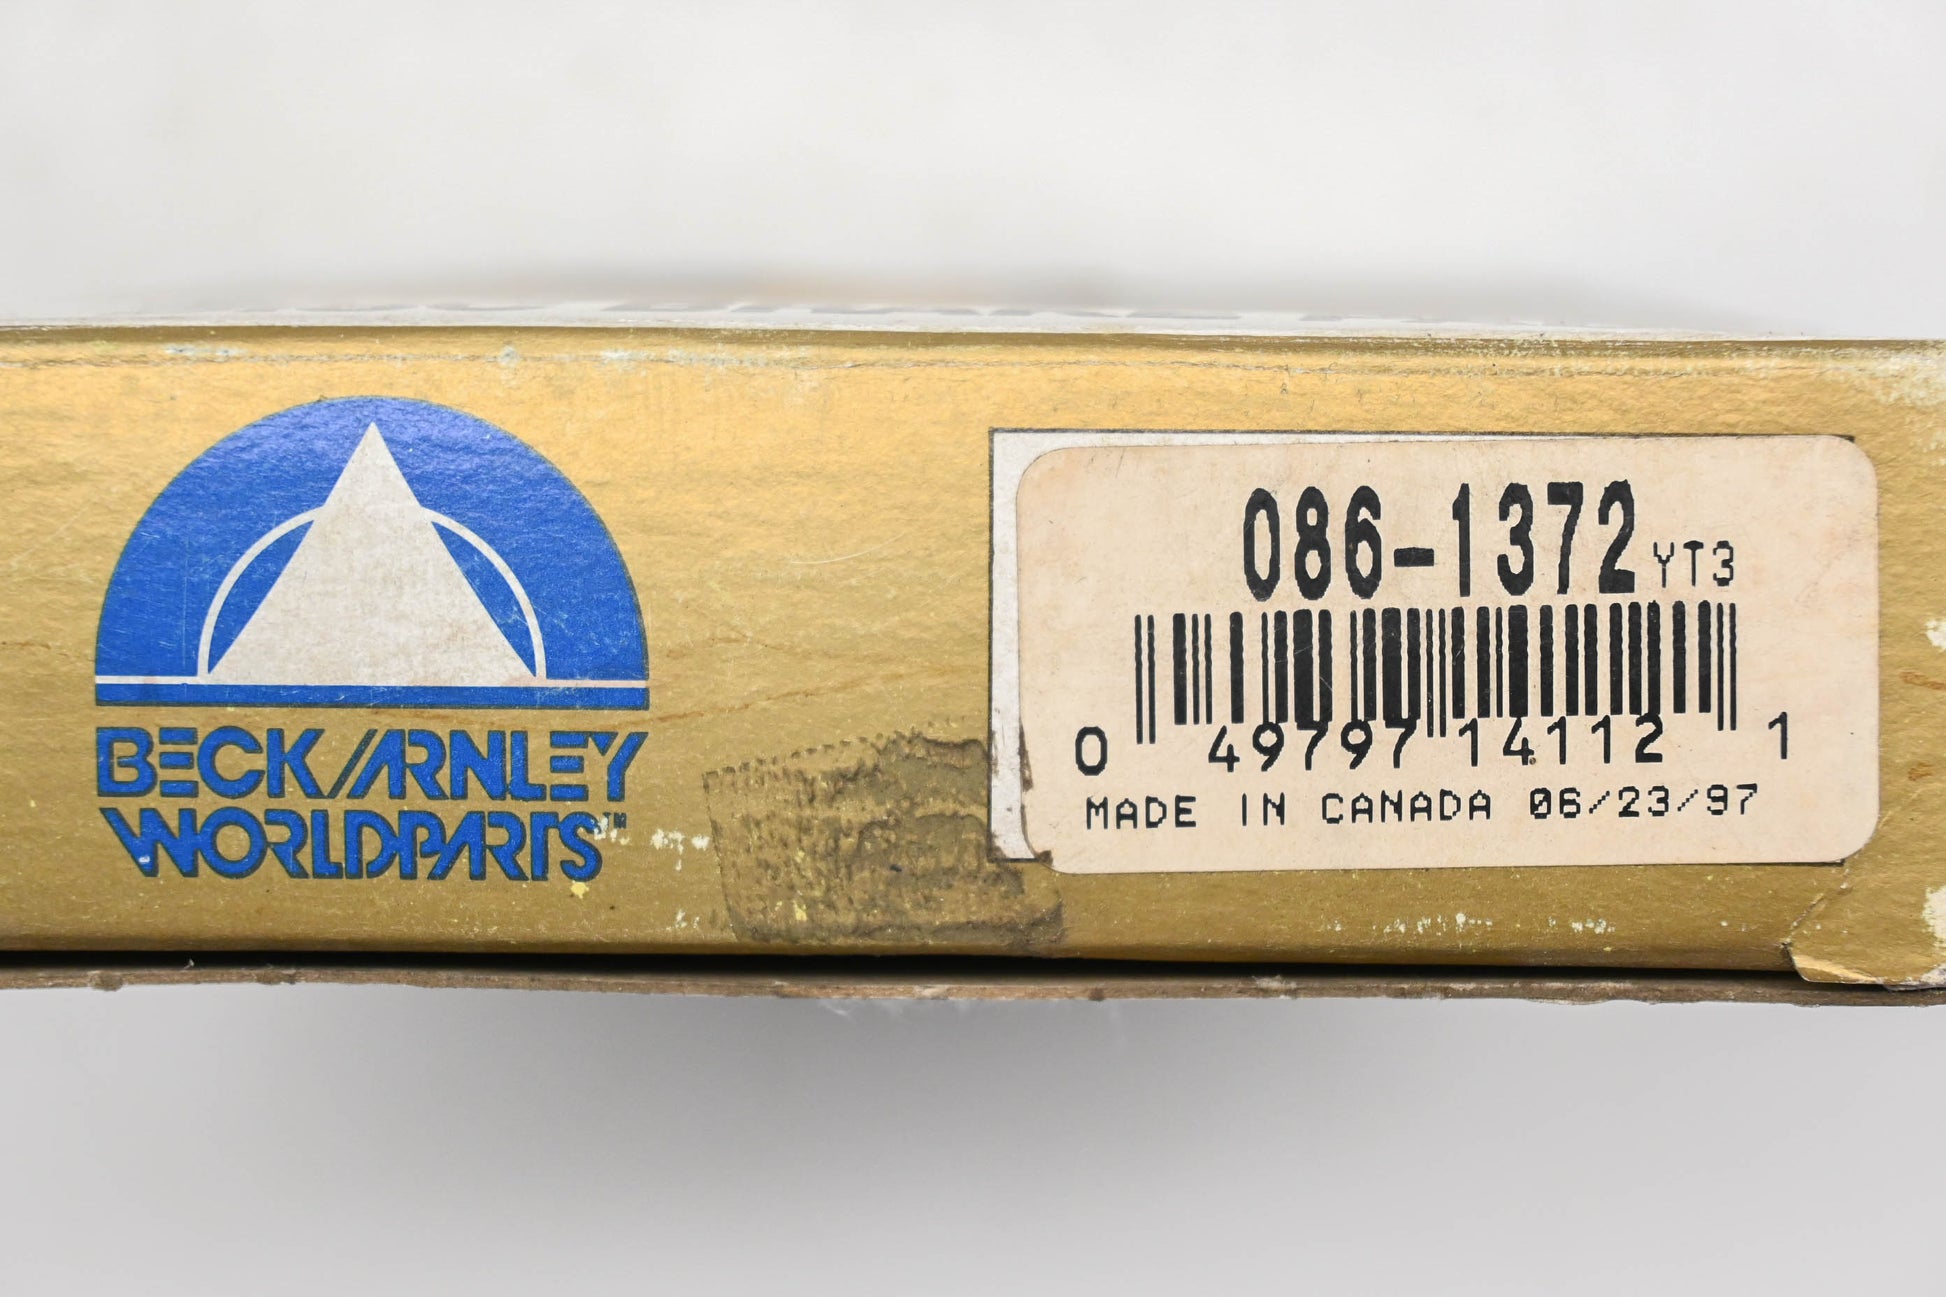 BECK/ARNLEY
WORLDPARTS™
086-1372 YT3
0 49797 14112 1
MADE IN CANADA 06/23/97